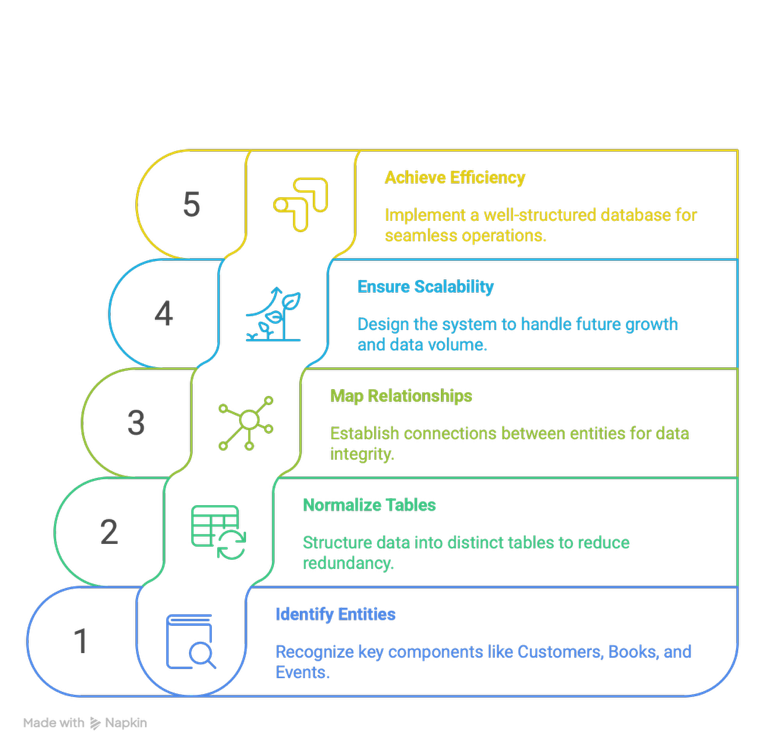 5
Achieve Efficiency
Implement a well-structured database for
seamless operations.
4
Ensure Scalability
Design the system to handle future growth
and data volume.
3
Map Relationships
Establish connections between entities for data
integrity.
2
Normalize Tables
Structure data into distinct tables to reduce
redundancy.
1
Identify Entities
Recognize key components like Customers, Books, and
Events.
Made with Napkin